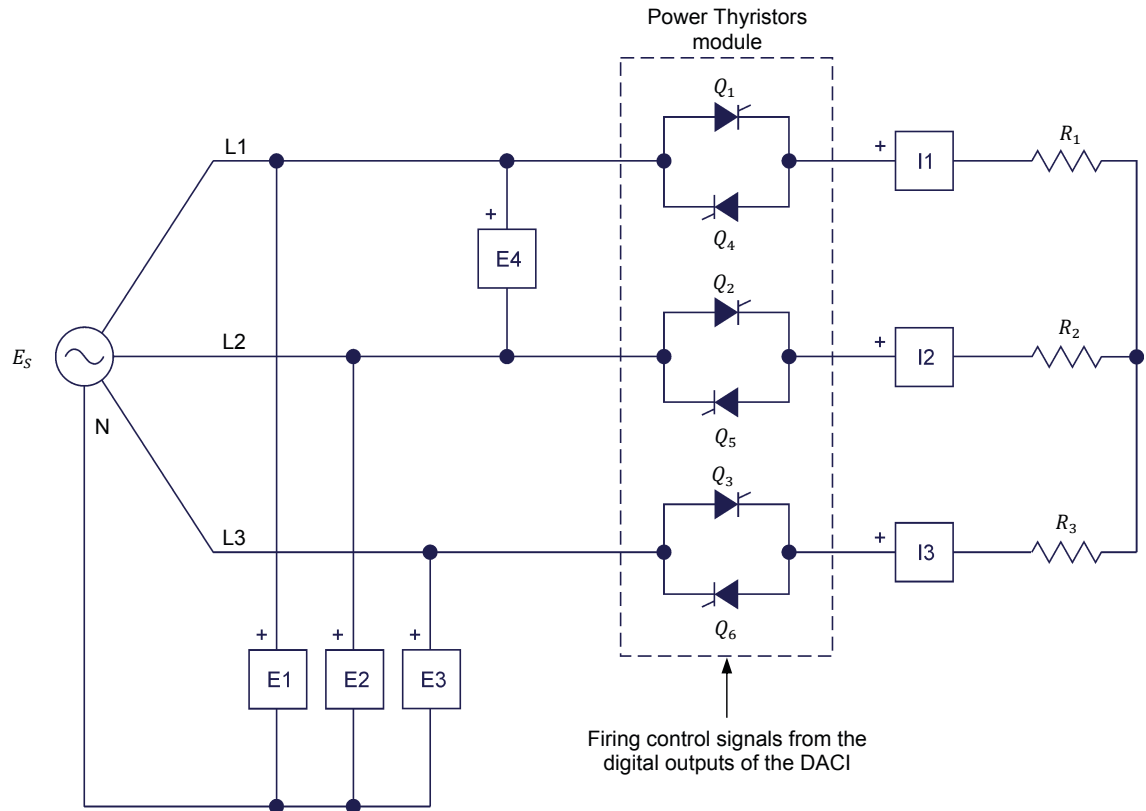 Power Thyristors
module
Q₁
L1
+
I1
R₁
+
E4
Q₄
Q₂
L2
+
I2
R₂
E_S
N
Q₅
Q₃
L3
+
I3
R₃
Q₆
+
E1
+
E2
+
E3
Firing control signals from the
digital outputs of the DACI